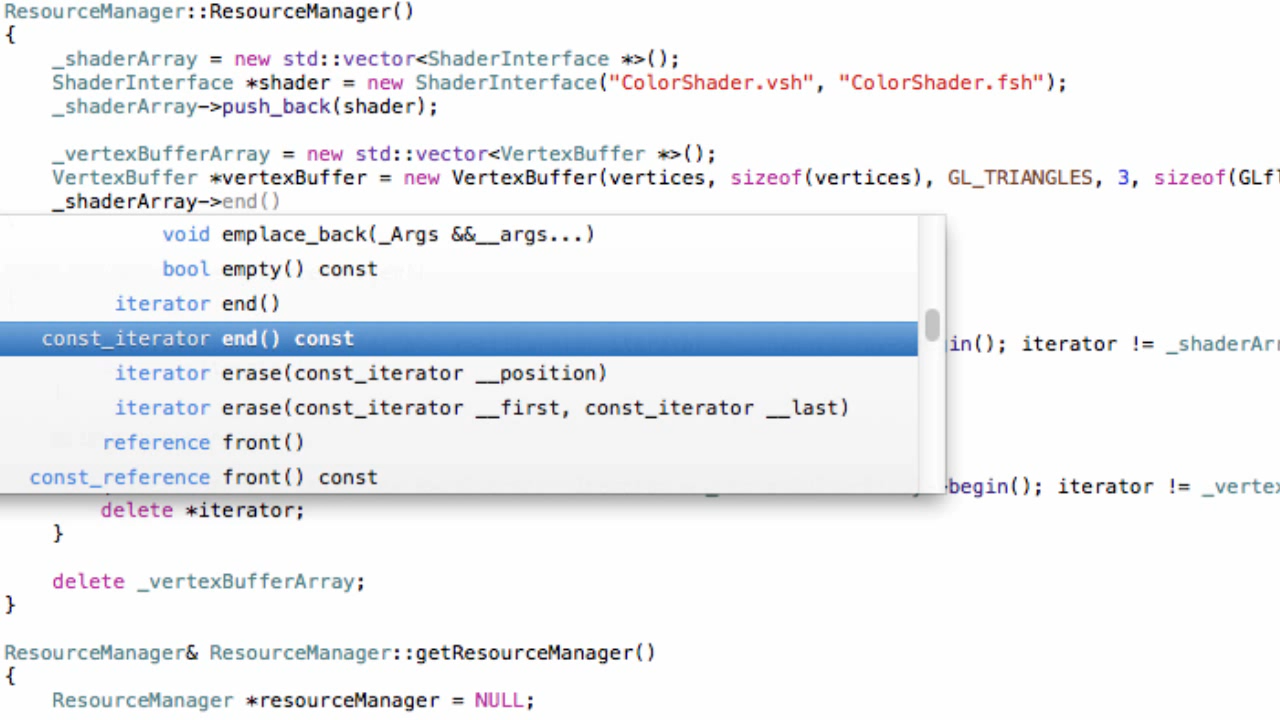 ResourceManager::ResourceManager()
{
_shaderArray = new std::vector<ShaderInterface *>();
ShaderInterface *shader = new ShaderInterface("ColorShader.vsh", "ColorShader.fsh");
_shaderArray->push_back(shader);
_vertexBufferArray = new std::vector<VertexBuffer *>();
VertexBuffer *vertexBuffer = new VertexBuffer(vertices, sizeof(vertices), GL_TRIANGLES, 3, sizeof(GLfl
_shaderArray->end()
void emplace_back(_Args &&__args...)
bool empty() const
iterator end()
const_iterator end() const
in(); iterator != _shaderArr
iterator erase(const_iterator __position)
iterator erase(const_iterator __first, const_iterator __last)
reference front()
const_reference front() const
begin(); iterator != _vertex
delete *iterator;
}
delete _vertexBufferArray;
}
ResourceManager& ResourceManager::getResourceManager()
{
ResourceManager *resourceManager = NULL;